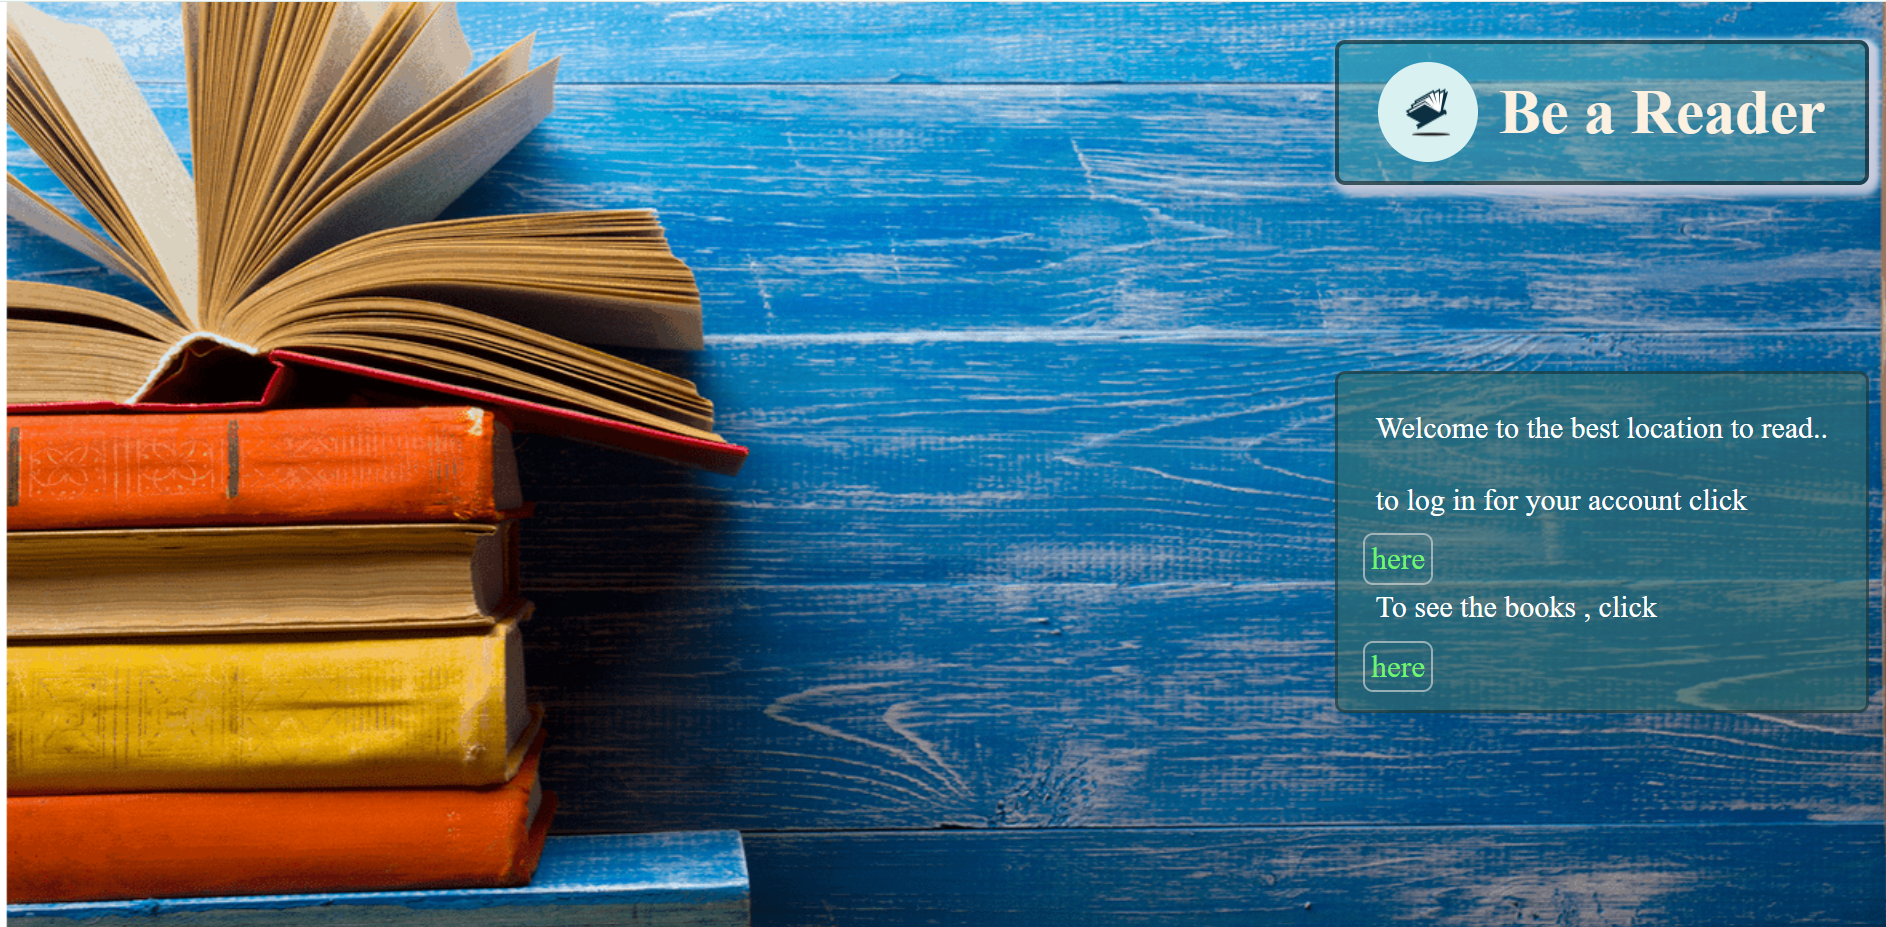 Be a Reader
Welcome to the best location to read..
to log in for your account click
here
To see the books , click
here